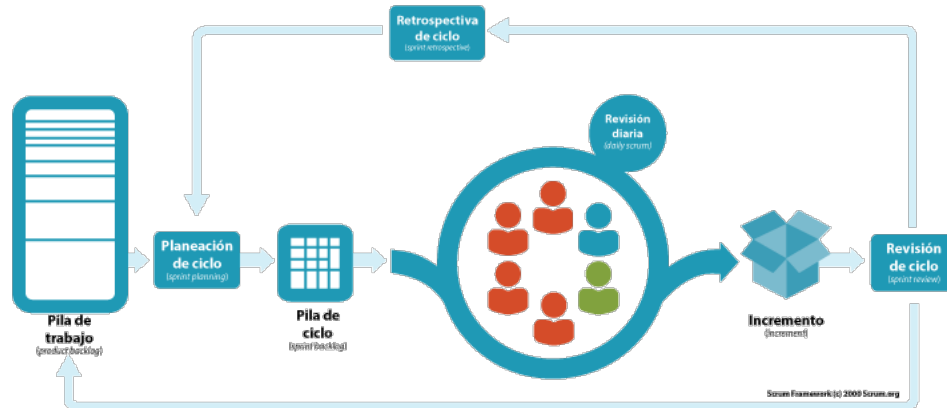 Retrospectiva
de ciclo
(sprint retrospective)
Revisión
diaria
(daily scrum)
Planeación
de ciclo
(sprint planning)
Pila de
trabajo
(product backlog)
Pila de
ciclo
(sprint backlog)
Incremento
(increment)
Revisión
de ciclo
(sprint review)
Scrum Framework (c) 2000 Scrum.org